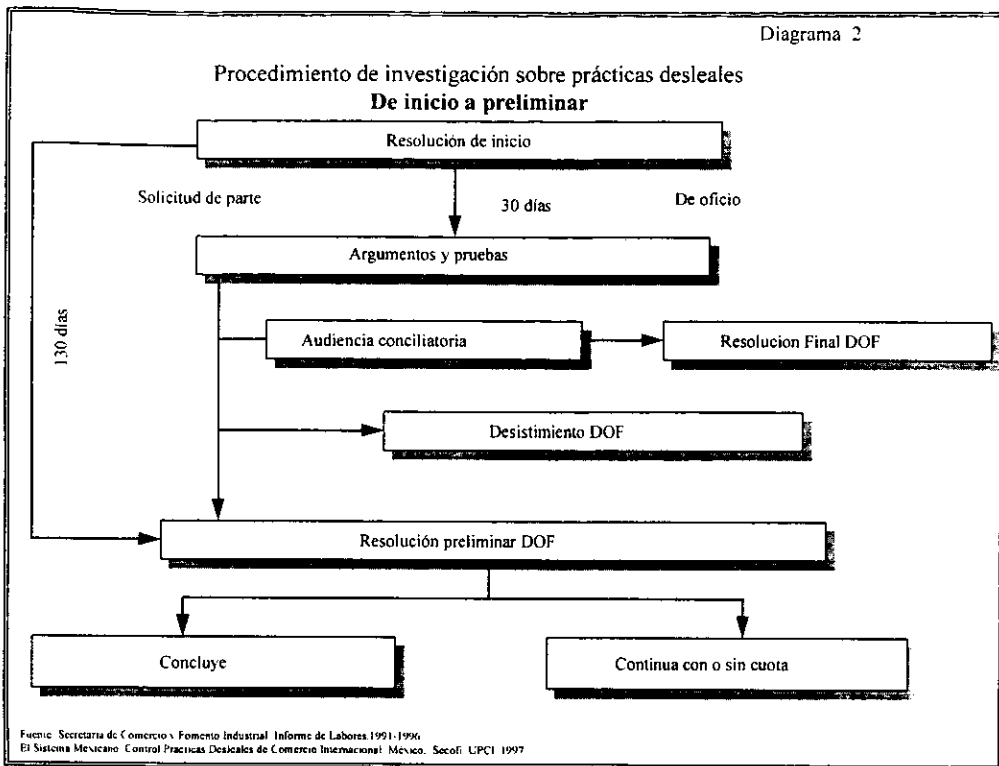 Diagrama 2
Procedimiento de investigación sobre prácticas desleales
De inicio a preliminar
Resolución de inicio
Solicitud de parte
30 días
De oficio
Argumentos y pruebas
130 días
Audiencia conciliatoria
Resolucion Final DOF
Desistimiento DOF
Resolución preliminar DOF
Concluye
Continua con o sin cuota
Fuente Secretaria de Comercio y Fomento Industrial Informe de Labores 1991-1996
El Sistema Mexicano Control Practicas Desleales de Comercio Internacional México. Secofi UPCI 1997